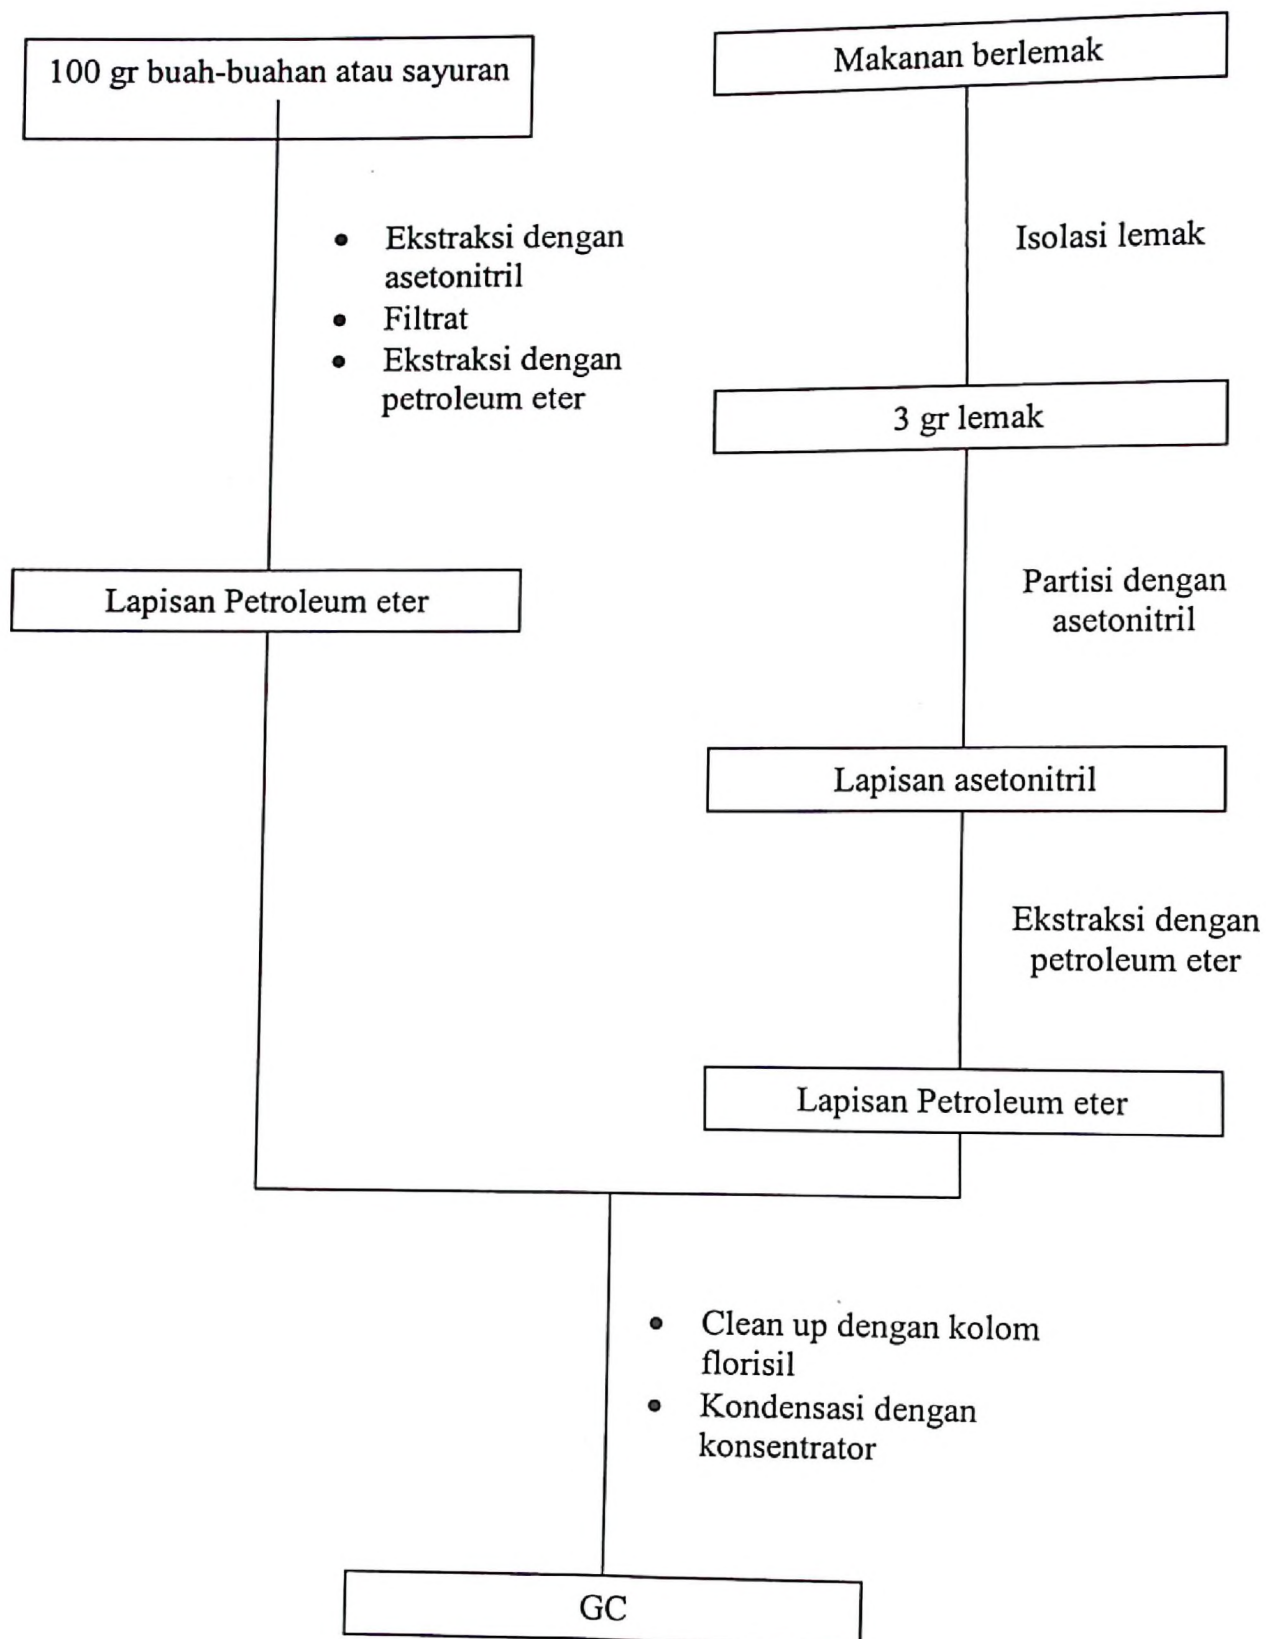 100 gr buah-buahan atau sayuran
• Ekstraksi dengan
asetonitril
• Filtrat
• Ekstraksi dengan
petroleum eter
Lapisan Petroleum eter
Makanan berlemak
Isolasi lemak
3 gr lemak
Partisi dengan
asetonitril
Lapisan asetonitril
Ekstraksi dengan
petroleum eter
Lapisan Petroleum eter
• Clean up dengan kolom
florisil
• Kondensasi dengan
konsentrator
GC